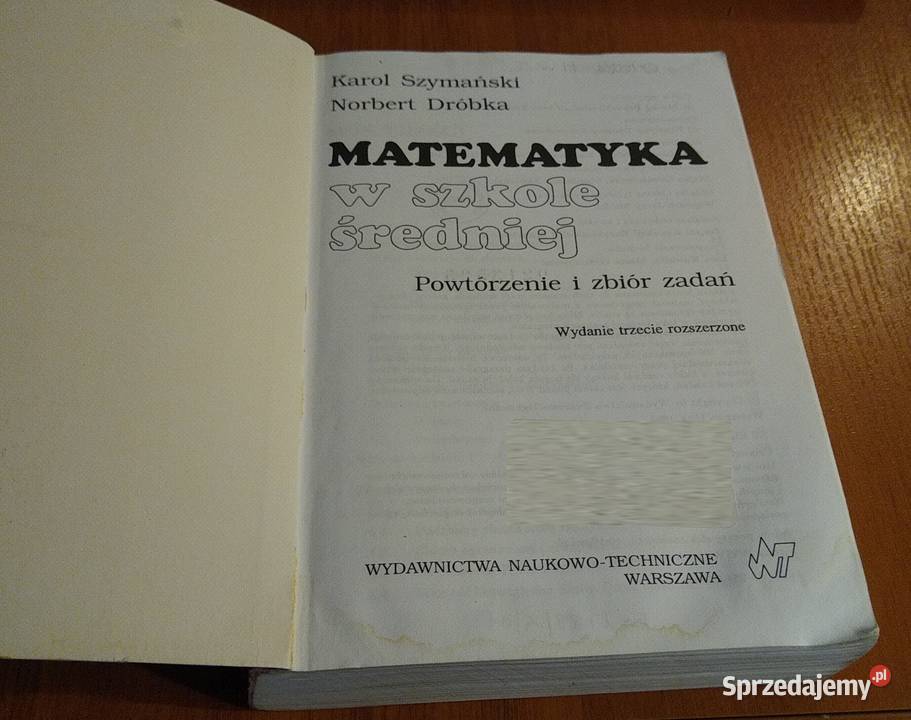 Karol Szymański
Norbert Dróbka
MATEMATYKA
w szkole
średniej
Powtórzenie i zbiór zadań
Wydanie trzecie rozszerzone
WYDAWNICTWA NAUKOWO-TECHNICZNE
WARSZAWA
WNT
Sprzedajemy.pl